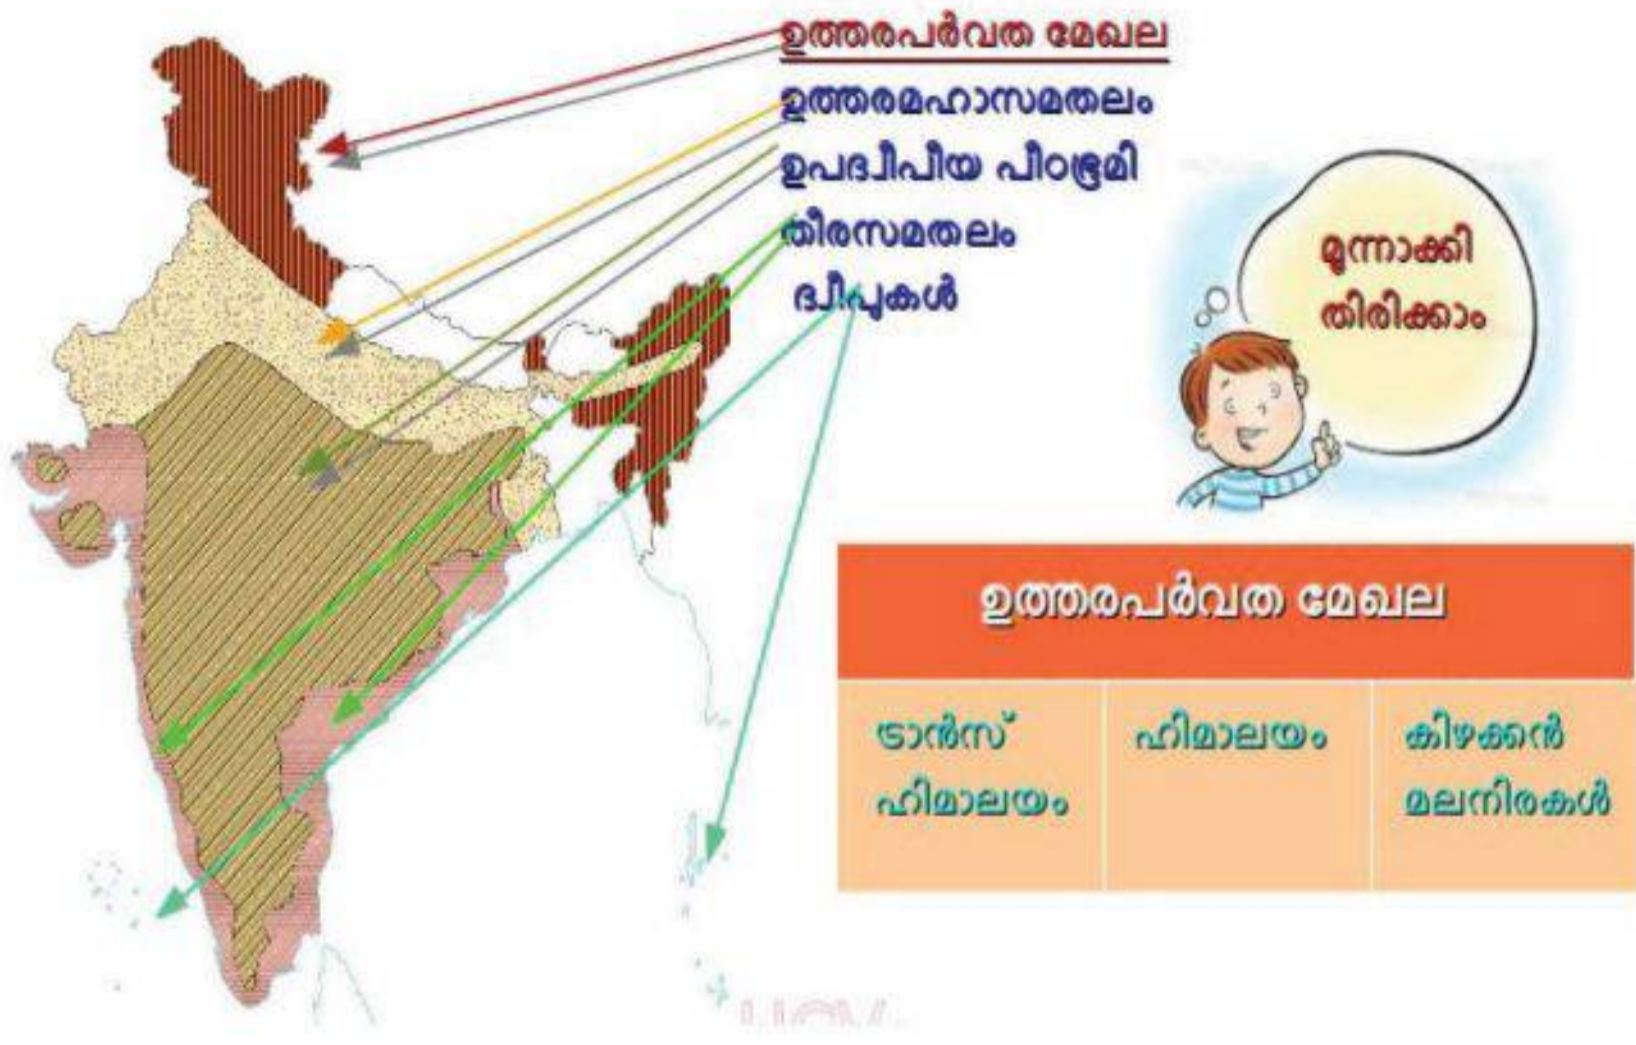 ഉത്തരപർവത മേഖല
ഉത്തരമഹാസമതലം
ഉപദ്വീപീയ പീഠഭൂമി
തീരസമതലം
ദ്വീപുകൾ
മൂന്നാക്കി
തിരിക്കാം
ഉത്തരപർവത മേഖല
ട്രാൻസ്
ഹിമാലയം
ഹിമാലയം
കിഴക്കൻ
മലനിരകൾ